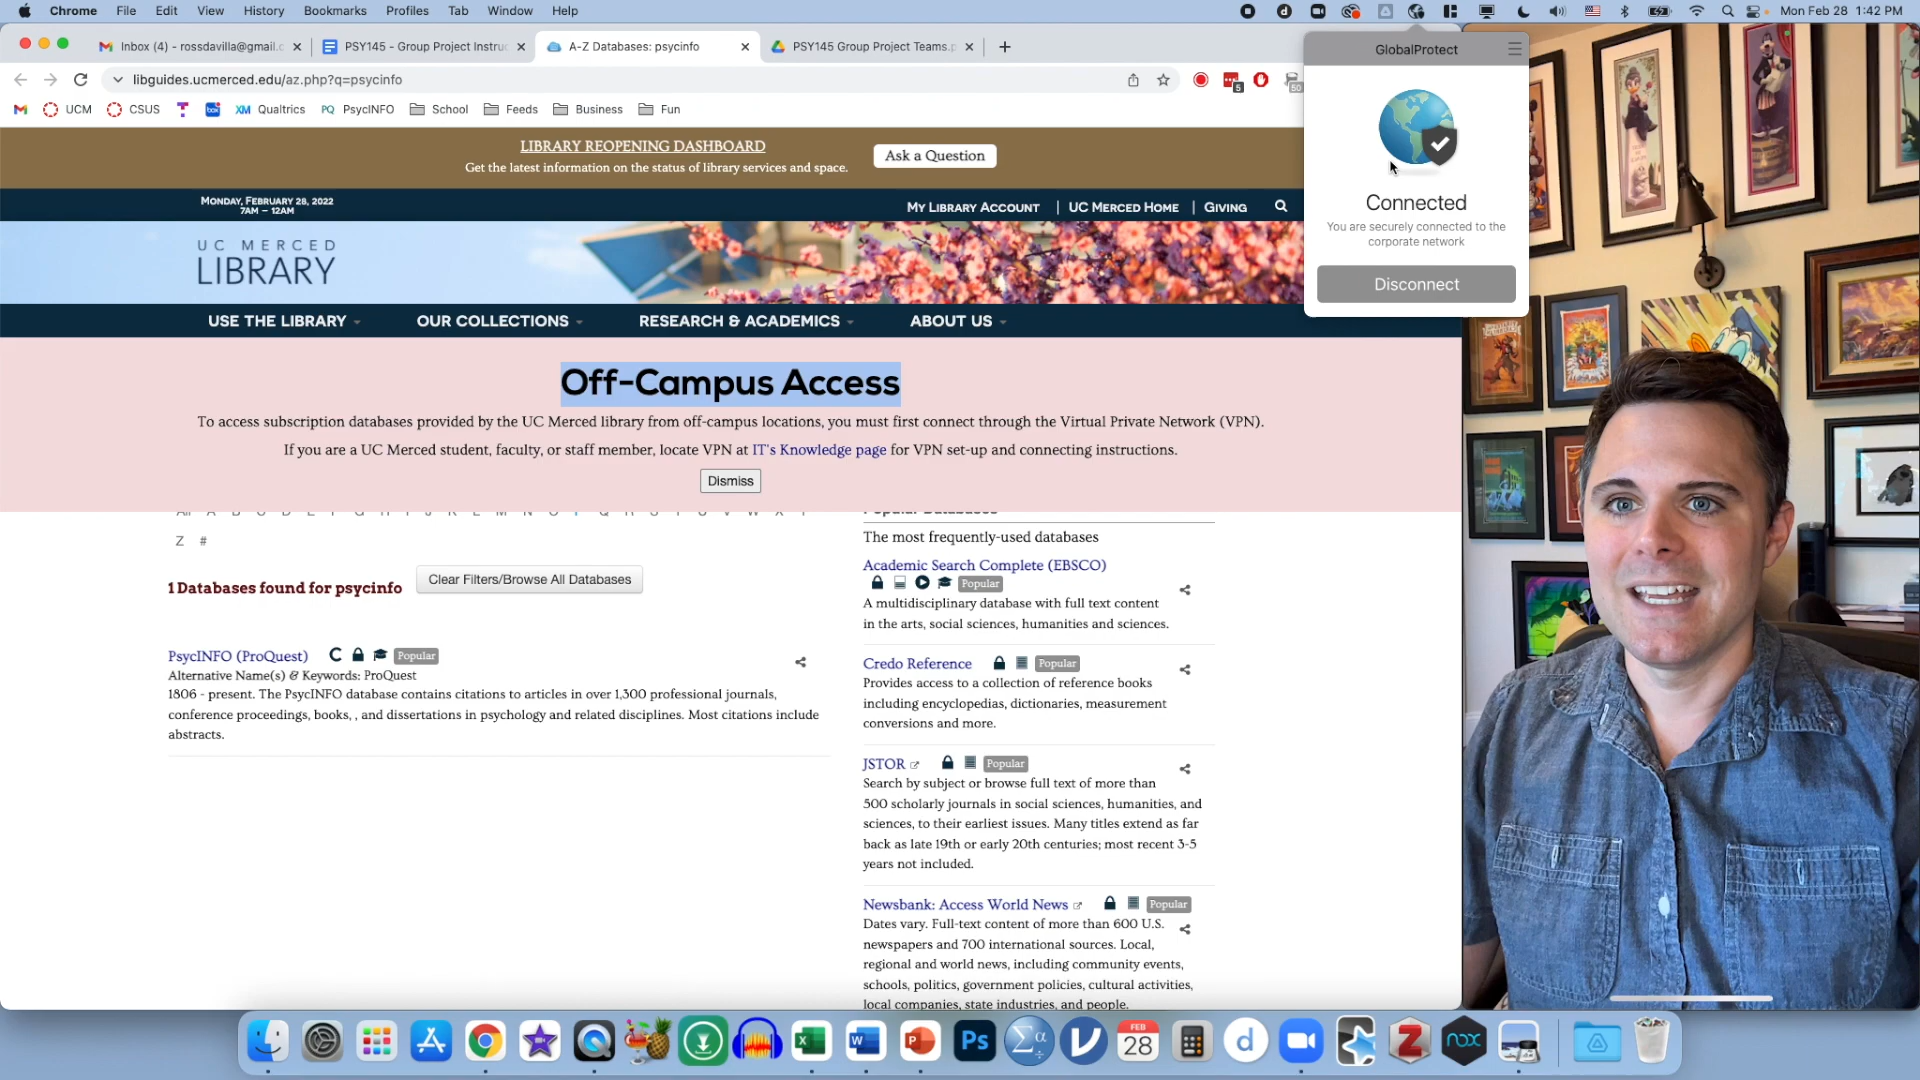 Chrome File Edit View History Bookmarks Profiles Tab Window Help
Mon Feb 28 1:42 PM
Inbox (4) - rossdavilla@gmail.c
PSY145 - Group Project Instruc
A-Z Databases: psycinfo
PSY145 Group Project Teams.p
libguides.ucmerced.edu/az.php?q=psycinfo
5
50
UCM
CSUS
box
XM Qualtrics
PQ PsycINFO
School
Feeds
Business
Fun
GlobalProtect
Connected
You are securely connected to the
corporate network
Disconnect
LIBRARY REOPENING DASHBOARD
Get the latest information on the status of library services and space.
Ask a Question
MONDAY, FEBRUARY 28, 2022
7AM – 12AM
MY LIBRARY ACCOUNT | UC MERCED HOME | GIVING
UC MERCED
LIBRARY
USE THE LIBRARY
OUR COLLECTIONS
RESEARCH & ACADEMICS
ABOUT US
Off-Campus Access
To access subscription databases provided by the UC Merced library from off-campus locations, you must first connect through the Virtual Private Network (VPN).
If you are a UC Merced student, faculty, or staff member, locate VPN at IT's Knowledge page for VPN set-up and connecting instructions.
Dismiss
Z #
1 Databases found for psycinfo
Clear Filters/Browse All Databases
PsycINFO (ProQuest) Popular
Alternative Name(s) & Keywords: ProQuest
1806 - present. The PsycINFO database contains citations to articles in over 1,300 professional journals,
conference proceedings, books, , and dissertations in psychology and related disciplines. Most citations include
abstracts.
The most frequently-used databases
Academic Search Complete (EBSCO)
Popular
A multidisciplinary database with full text content
in the arts, social sciences, humanities and sciences.
Credo Reference Popular
Provides access to a collection of reference books
including encyclopedias, dictionaries, measurement
conversions and more.
JSTOR Popular
Search by subject or browse full text of more than
500 scholarly journals in social sciences, humanities, and
sciences, to their earliest issues. Many titles extend as far
back as late 19th or early 20th centuries; most recent 3-5
years not included.
Newsbank: Access World News Popular
Dates vary. Full-text content of more than 600 U.S.
newspapers and 700 international sources. Local,
regional and world news, including community events,
schools, politics, government policies, cultural activities,
local companies, state industries, and people.
X
W
P
Ps
Σα
FEB
28
d
Z
nox